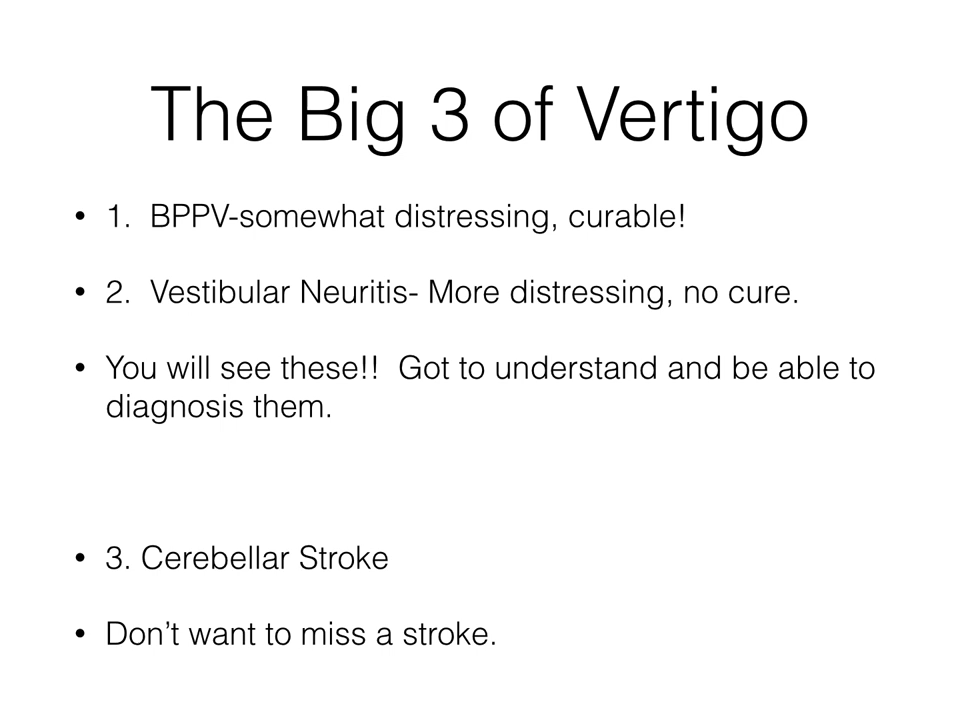 The Big 3 of Vertigo
• 1.  BPPV-somewhat distressing, curable!
• 2.  Vestibular Neuritis- More distressing, no cure.
• You will see these!!  Got to understand and be able to
diagnosis them.
• 3. Cerebellar Stroke
• Don’t want to miss a stroke.